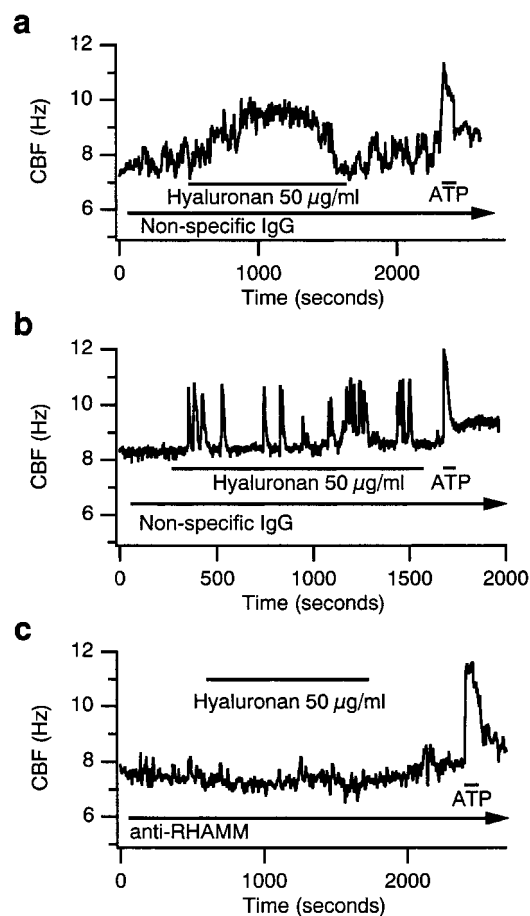 a
12
10
8
6
CBF (Hz)
Hyaluronan 50 µg/ml
ATP
Non-specific IgG
0
1000
2000
Time (seconds)
b
12
10
8
6
CBF (Hz)
Hyaluronan 50 µg/ml
ATP
Non-specific IgG
0
500
1000
1500
2000
Time (seconds)
c
12
10
8
6
CBF (Hz)
Hyaluronan 50 µg/ml
ATP
anti-RHAMM
0
1000
2000
Time (seconds)